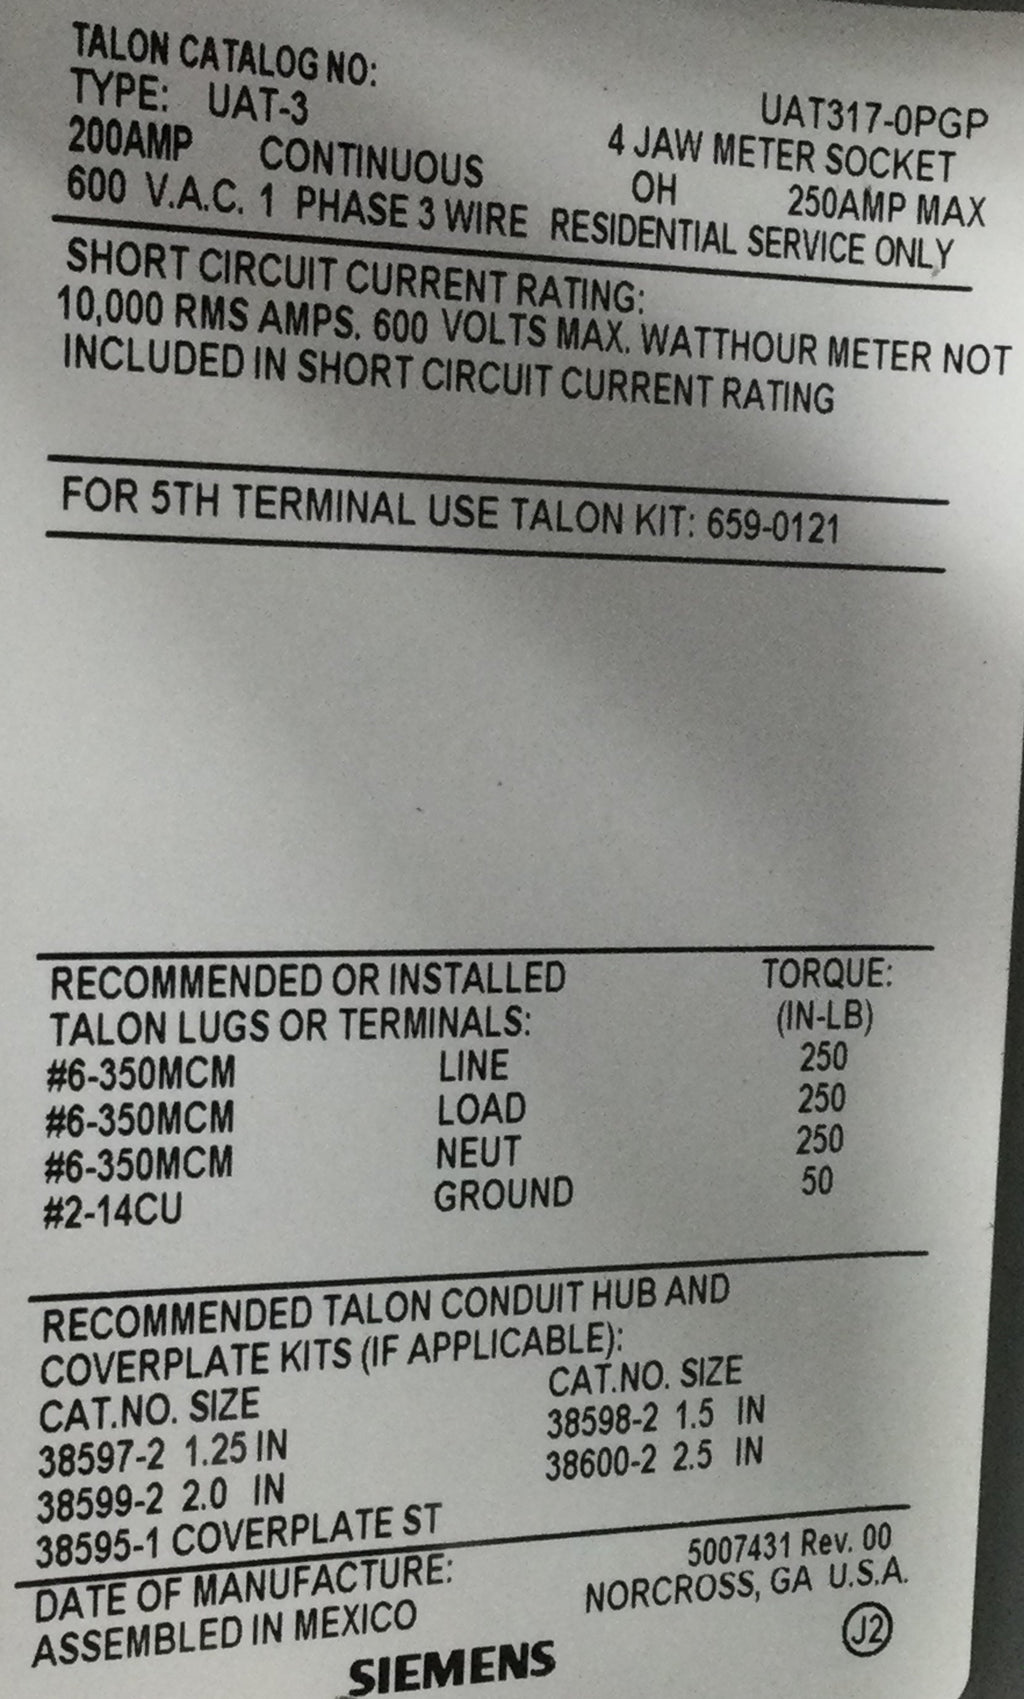 TALON CATALOG NO: UAT317-0PGP
TYPE: UAT-3 4 JAW METER SOCKET
200AMP CONTINUOUS OH 250AMP MAX
600 V.A.C. 1 PHASE 3 WIRE RESIDENTIAL SERVICE ONLY
SHORT CIRCUIT CURRENT RATING:
10,000 RMS AMPS. 600 VOLTS MAX. WATTHOUR METER NOT
INCLUDED IN SHORT CIRCUIT CURRENT RATING
FOR 5TH TERMINAL USE TALON KIT: 659-0121
RECOMMENDED OR INSTALLED TORQUE:
TALON LUGS OR TERMINALS: (IN-LB)
#6-350MCM LINE 250
#6-350MCM LOAD 250
#6-350MCM NEUT 250
#2-14CU GROUND 50
RECOMMENDED TALON CONDUIT HUB AND
COVERPLATE KITS (IF APPLICABLE):
CAT.NO. SIZE CAT.NO. SIZE
38597-2 1.25 IN 38598-2 1.5 IN
38599-2 2.0 IN 38600-2 2.5 IN
38595-1 COVERPLATE ST
DATE OF MANUFACTURE: 5007431 Rev. 00
ASSEMBLED IN MEXICO NORCROSS, GA U.S.A.
SIEMENS J2